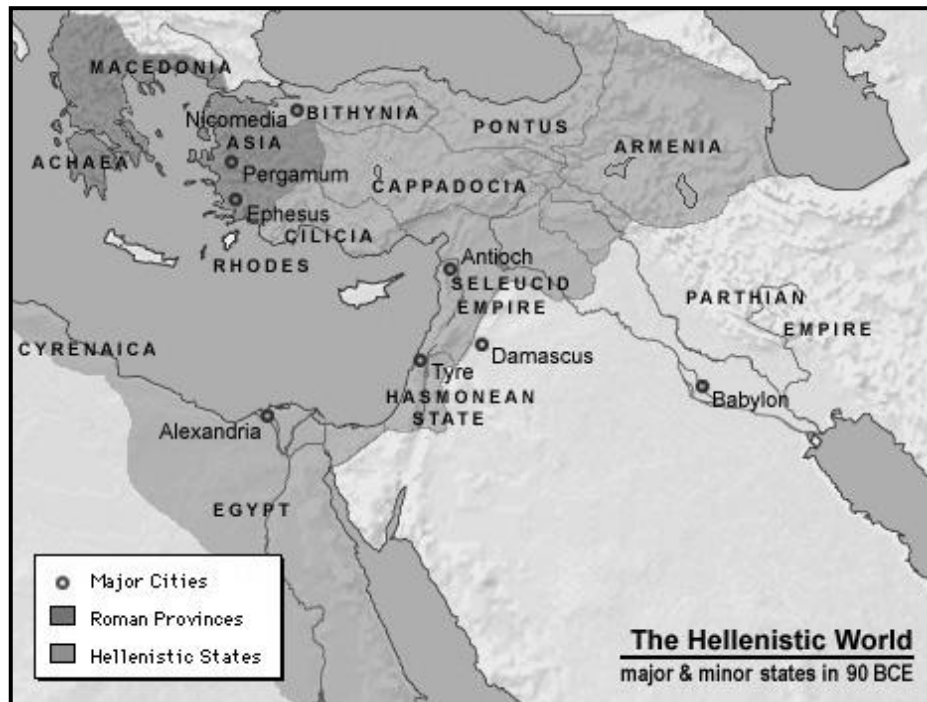 MACEDONIA
Nicomedia
BITHYNIA
PONTUS
ASIA
ARMENIA
ACHAEA
Pergamum
CAPPADOCIA
Ephesus
CILICIA
RHODES
Antioch
SELEUCID
EMPIRE
PARTHIAN
EMPIRE
CYRENAICA
Damascus
Tyre
HASMONEAN
STATE
Babylon
Alexandria
EGYPT
Major Cities
Roman Provinces
Hellenistic States
The Hellenistic World
major & minor states in 90 BCE